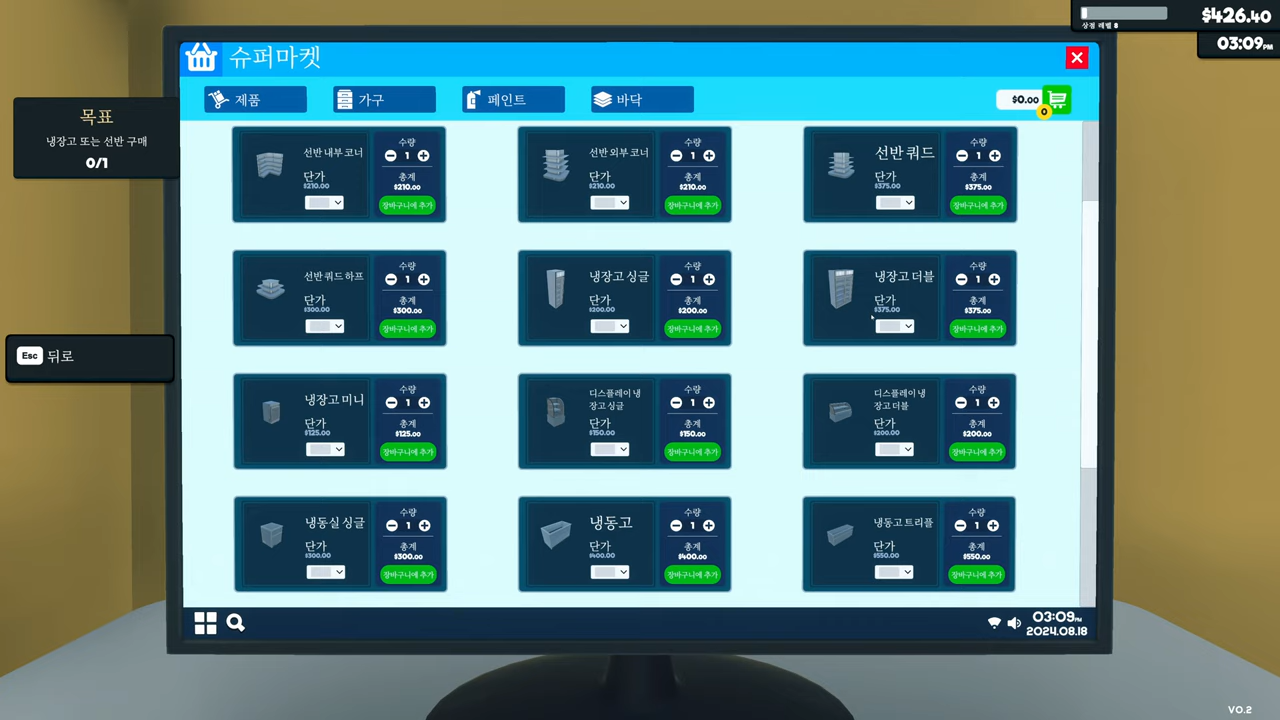 $426.40
상점 레벨 8
03:09PM
슈퍼마켓
제품
가구
페인트
바닥
$0.00
0
목표
냉장고 또는 선반 구매
0/1
Esc 뒤로
선반 내부 코너
단가
$210.00
수량
1
총계
$210.00
장바구니에 추가
선반 외부 코너
단가
$210.00
수량
1
총계
$210.00
장바구니에 추가
선반 쿼드
단가
$375.00
수량
1
총계
$375.00
장바구니에 추가
선반 쿼드 하프
단가
$300.00
수량
1
총계
$300.00
장바구니에 추가
냉장고 싱글
단가
$200.00
수량
1
총계
$200.00
장바구니에 추가
냉장고 더블
단가
$375.00
수량
1
총계
$375.00
장바구니에 추가
냉장고 미니
단가
$125.00
수량
1
총계
$125.00
장바구니에 추가
디스플레이 냉
장고 싱글
단가
$150.00
수량
1
총계
$150.00
장바구니에 추가
디스플레이 냉
장고 더블
단가
$200.00
수량
1
총계
$200.00
장바구니에 추가
냉동실 싱글
단가
$300.00
수량
1
총계
$300.00
장바구니에 추가
냉동고
단가
$400.00
수량
1
총계
$400.00
장바구니에 추가
냉동고 트리플
단가
$550.00
수량
1
총계
$550.00
장바구니에 추가
03:09PM
2024.08.18
V0.2